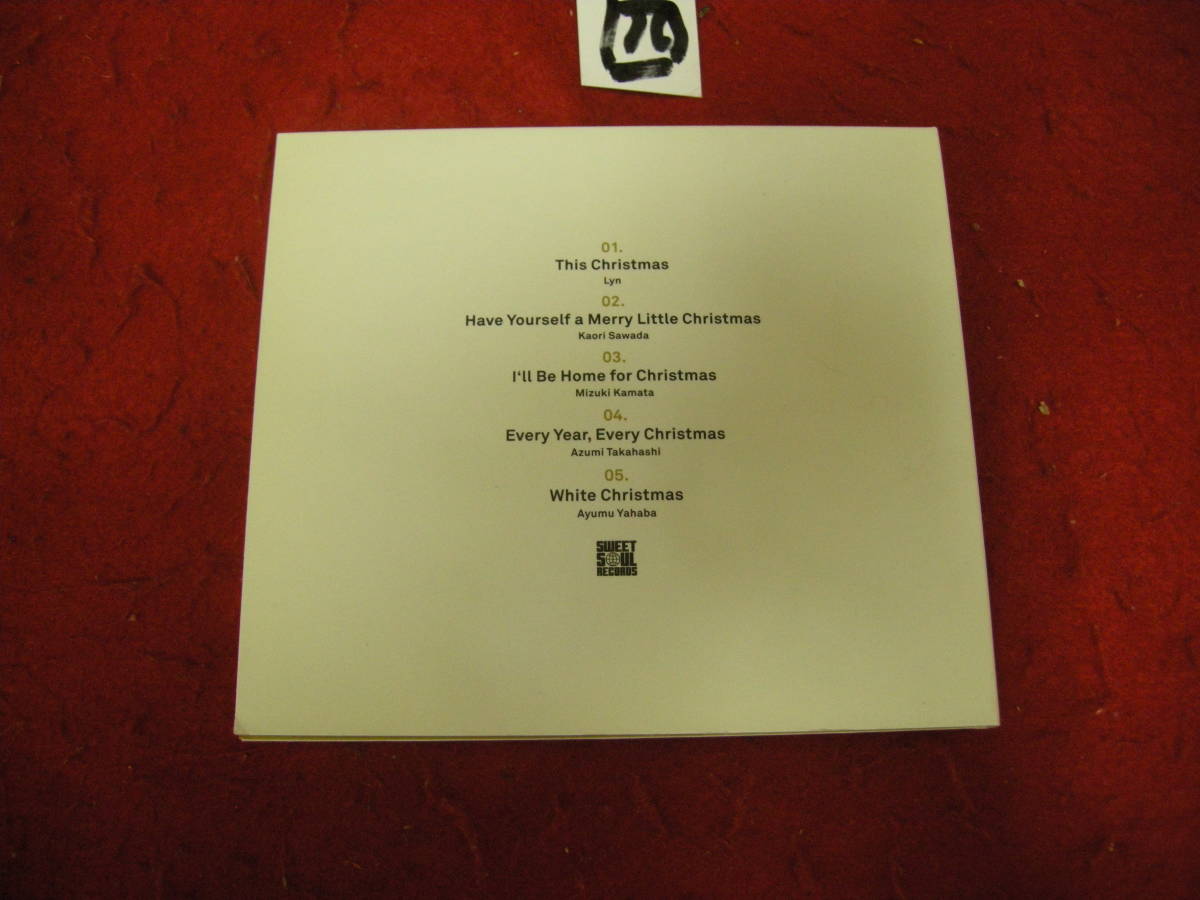 01.
This Christmas
Lyn
02.
Have Yourself a Merry Little Christmas
Kaori Sawada
03.
I'll Be Home for Christmas
Mizuki Kamata
04.
Every Year, Every Christmas
Azumi Takahashi
05.
White Christmas
Ayumu Yahaba
SWEET
SOUL
RECORDS